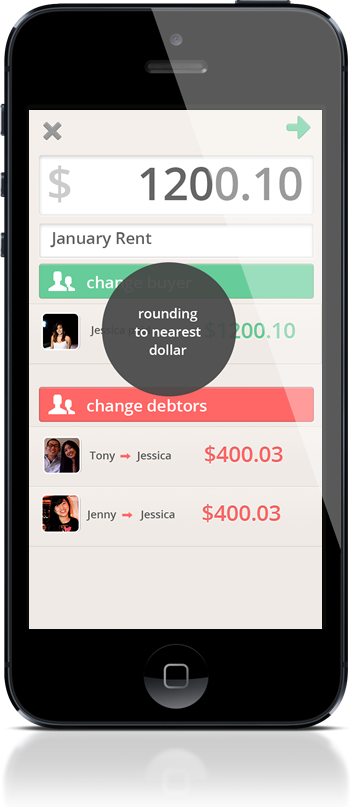 $ 1200.10
January Rent
change buyer
rounding
to nearest
dollar
$1200.10
change debtors
Tony Jessica $400.03
Jenny Jessica $400.03